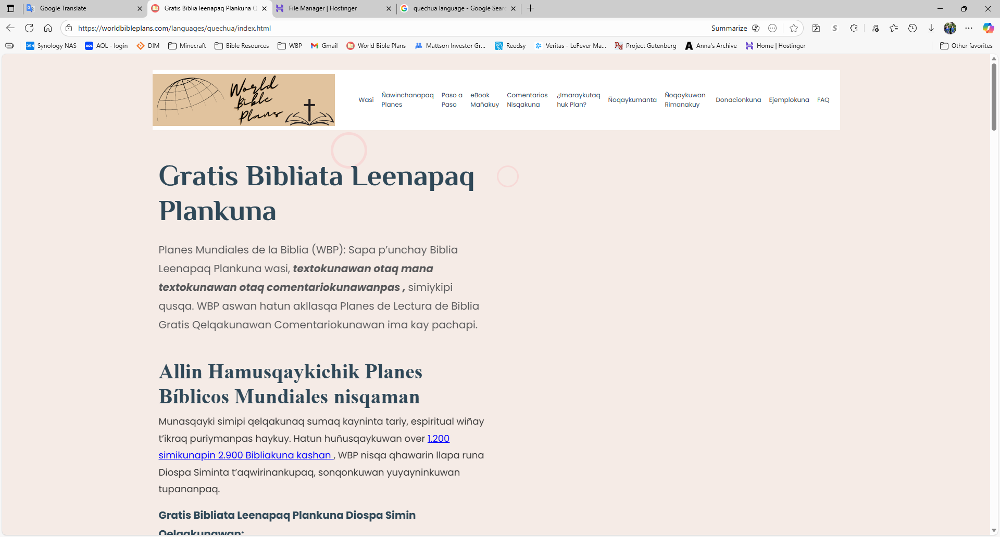 Google Translate
Gratis Biblia leenapaq Plankuna Q
File Manager | Hostinger
quechua language - Google Sear
https://worldbibleplans.com/languages/quechua/index.html
Summarize
Synology NAS
AOL - login
DIM
Minecraft
Bible Resources
WBP
Gmail
World Bible Plans
Mattson Investor Gr...
Reedsy
Veritas - LeFever Ma...
Project Gutenberg
Anna's Archive
Home | Hostinger
Other favorites
World
Bible
Plans
Wasi
Ñawinchanapaq
Planes
Paso a
Paso
eBook
Mañakuy
Comentarios
Nisqakuna
¿Imaraykutaq
huk Plan?
Ñoqaykumanta
Ñoqaykuwan
Rimanakuy
Donacionkuna
Ejemplokuna
FAQ
Gratis Bibliata Leenapaq
Plankuna
Planes Mundiales de la Biblia (WBP): Sapa p’unchay Biblia
Leenapaq Plankuna wasi, textokunawan otaq mana
textokunawan otaq comentariokunawanpas , simiykipi
qusqa. WBP aswan hatun akllasqa Planes de Lectura de Biblia
Gratis Qelqakunawan Comentariokunawan ima kay pachapi.
Allin Hamusqaykichik Planes
Bíblicos Mundiales nisqaman
Munasqayki simipi qelqakunaq sumaq kayninta tariy, espiritual wiñay
t’ikraq puriymanpas haykuy. Hatun huñusqaykuwan over 1.200
simikunapin 2.900 Bibliakuna kashan , WBP nisqa qhawarin llapa runa
Diospa Siminta t’aqwirinankupaq, sonqonkuwan yuyayninkuwan
tupananpaq.
Gratis Bibliata Leenapaq Plankuna Diospa Simin
Qelqakunawan: